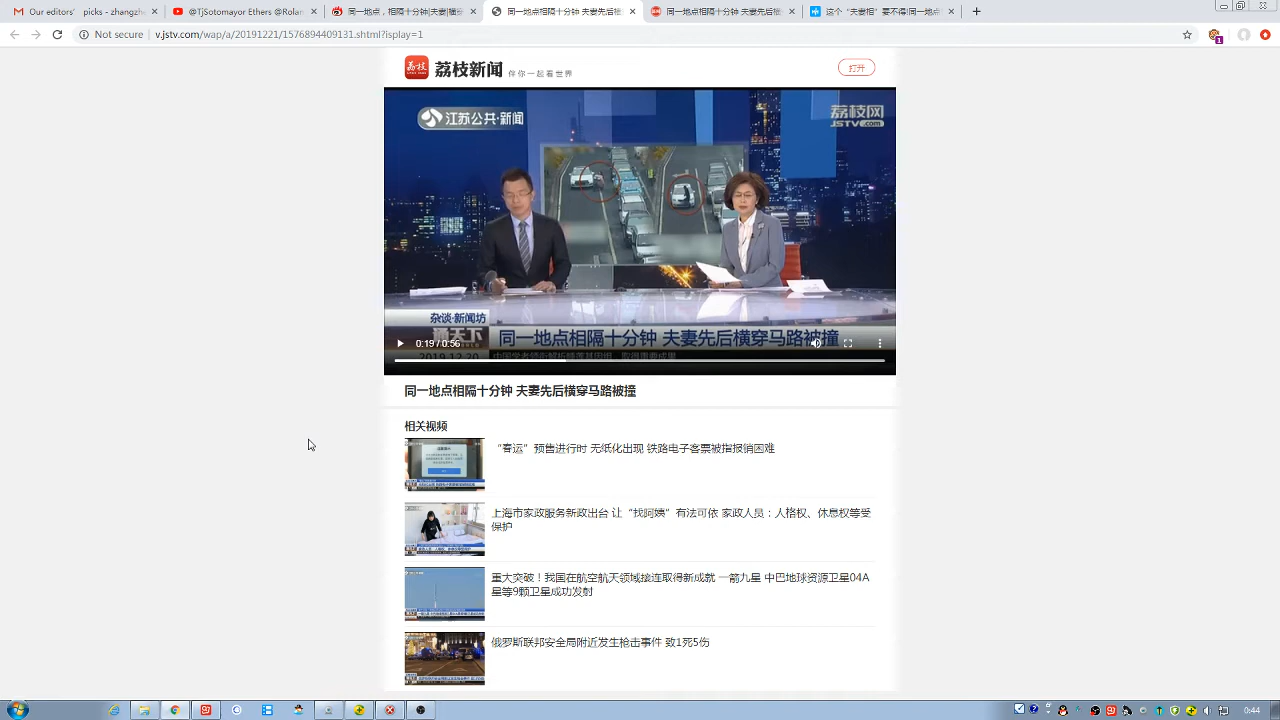 Our editors' picks - zhaozhiw
@TjSotomayor Ethers @Rolan
同一地点相隔十分钟|夫妻|横
同一地点相隔十分钟 夫妻先后横
同一地点相隔十分钟 夫妻先后横
这个“夫妻档”要不得!同一地点
Not secure | v.jstv.com/wap/a/20191221/1576894409131.shtml?isplay=1
荔枝新闻 伴你一起看世界
打开
江苏公共·新闻
荔枝网
JSTV.com
杂谈·新闻坊
通天下
同一地点相隔十分钟 夫妻先后横穿马路被撞
0:19 / 0:56
2019.12.20
同一地点相隔十分钟 夫妻先后横穿马路被撞
相关视频
“春运”预售进行时 无纸化出现 铁路电子客票被指报销困难
上海市家政服务新政出台 让“找阿姨”有法可依 家政人员:人格权、休息权等受
保护
重大突破!我国在航空航天领域接连取得新成就 一箭九星 中巴地球资源卫星04A
星等9颗卫星成功发射
俄罗斯联邦安全局附近发生枪击事件 致1死5伤
0:44